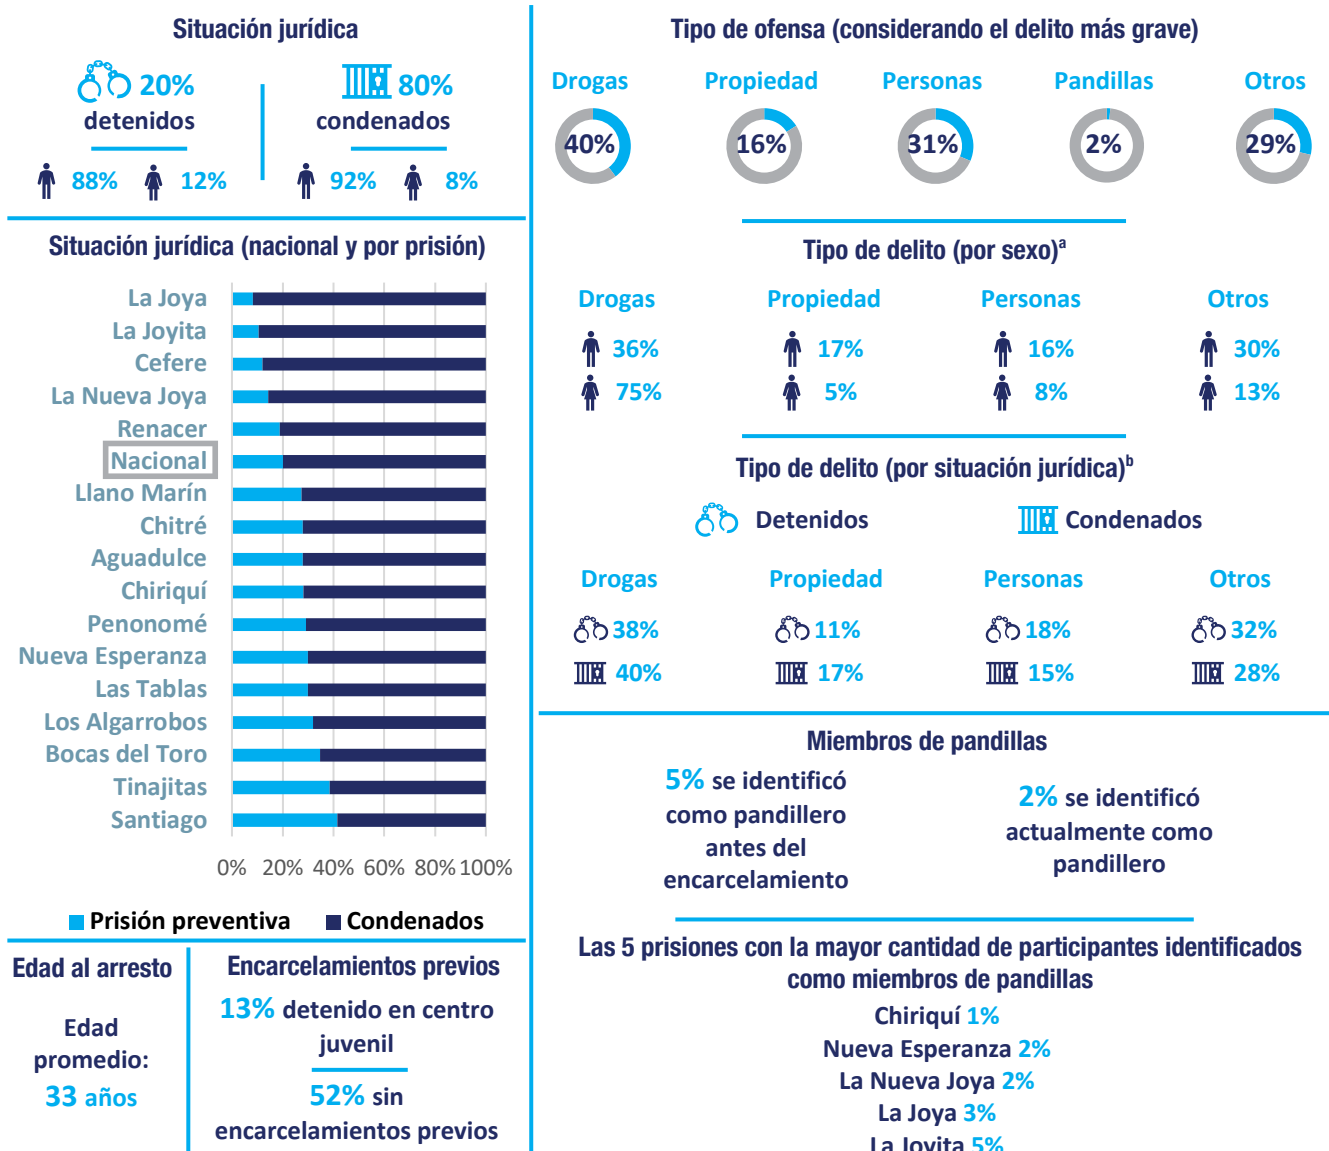 Situación jurídica
20%
detenidos
88% 12%
80%
condenados
92% 8%
Situación jurídica (nacional y por prisión)
La Joya
La Joyita
Cefere
La Nueva Joya
Renacer
Nacional
Llano Marín
Chitré
Aguadulce
Chiriquí
Penonomé
Nueva Esperanza
Las Tablas
Los Algarrobos
Bocas del Toro
Tinajitas
Santiago
0% 20% 40% 60% 80% 100%
Prisión preventiva Condenados
Edad al arresto
Edad
promedio:
33 años
Encarcelamientos previos
13% detenido en centro
juvenil
52% sin
encarcelamientos previos
Tipo de ofensa (considerando el delito más grave)
Drogas Propiedad Personas Pandillas Otros
40% 16% 31% 2% 29%
Tipo de delito (por sexo)a
Drogas Propiedad Personas Otros
36% 17% 16% 30%
75% 5% 8% 13%
Tipo de delito (por situación jurídica)b
Detenidos Condenados
Drogas Propiedad Personas Otros
38% 11% 18% 32%
40% 17% 15% 28%
Miembros de pandillas
5% se identificó
como pandillero
antes del
encarcelamiento
2% se identificó
actualmente como
pandillero
Las 5 prisiones con la mayor cantidad de participantes identificados
como miembros de pandillas
Chiriquí 1%
Nueva Esperanza 2%
La Nueva Joya 2%
La Joya 3%
La Joyita 5%